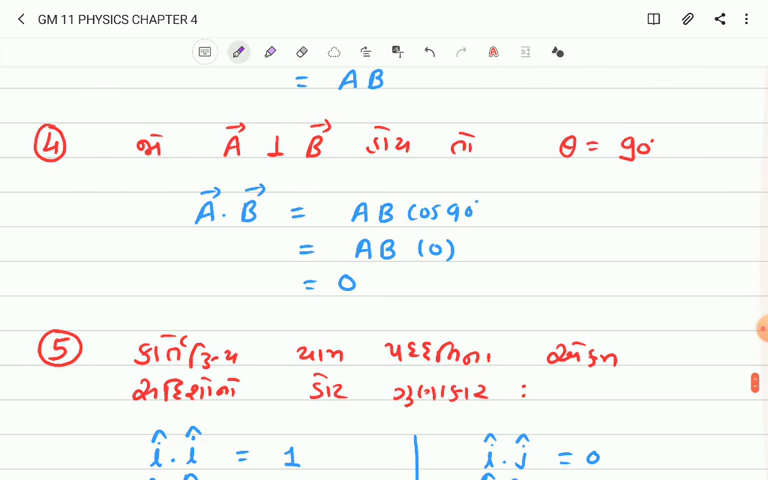 GM 11 PHYSICS CHAPTER 4
= AB
④ જો A⃗ ⊥ B⃗ હોય તો θ = 90°
A⃗ . B⃗ = AB cos 90°
= AB (0)
= 0
⑤ કાર્તેઝિય યામ પદ્ધતિના એકમ
સદિશોનો ડોટ ગુણાકાર :
î . î = 1 | î . ĵ = 0